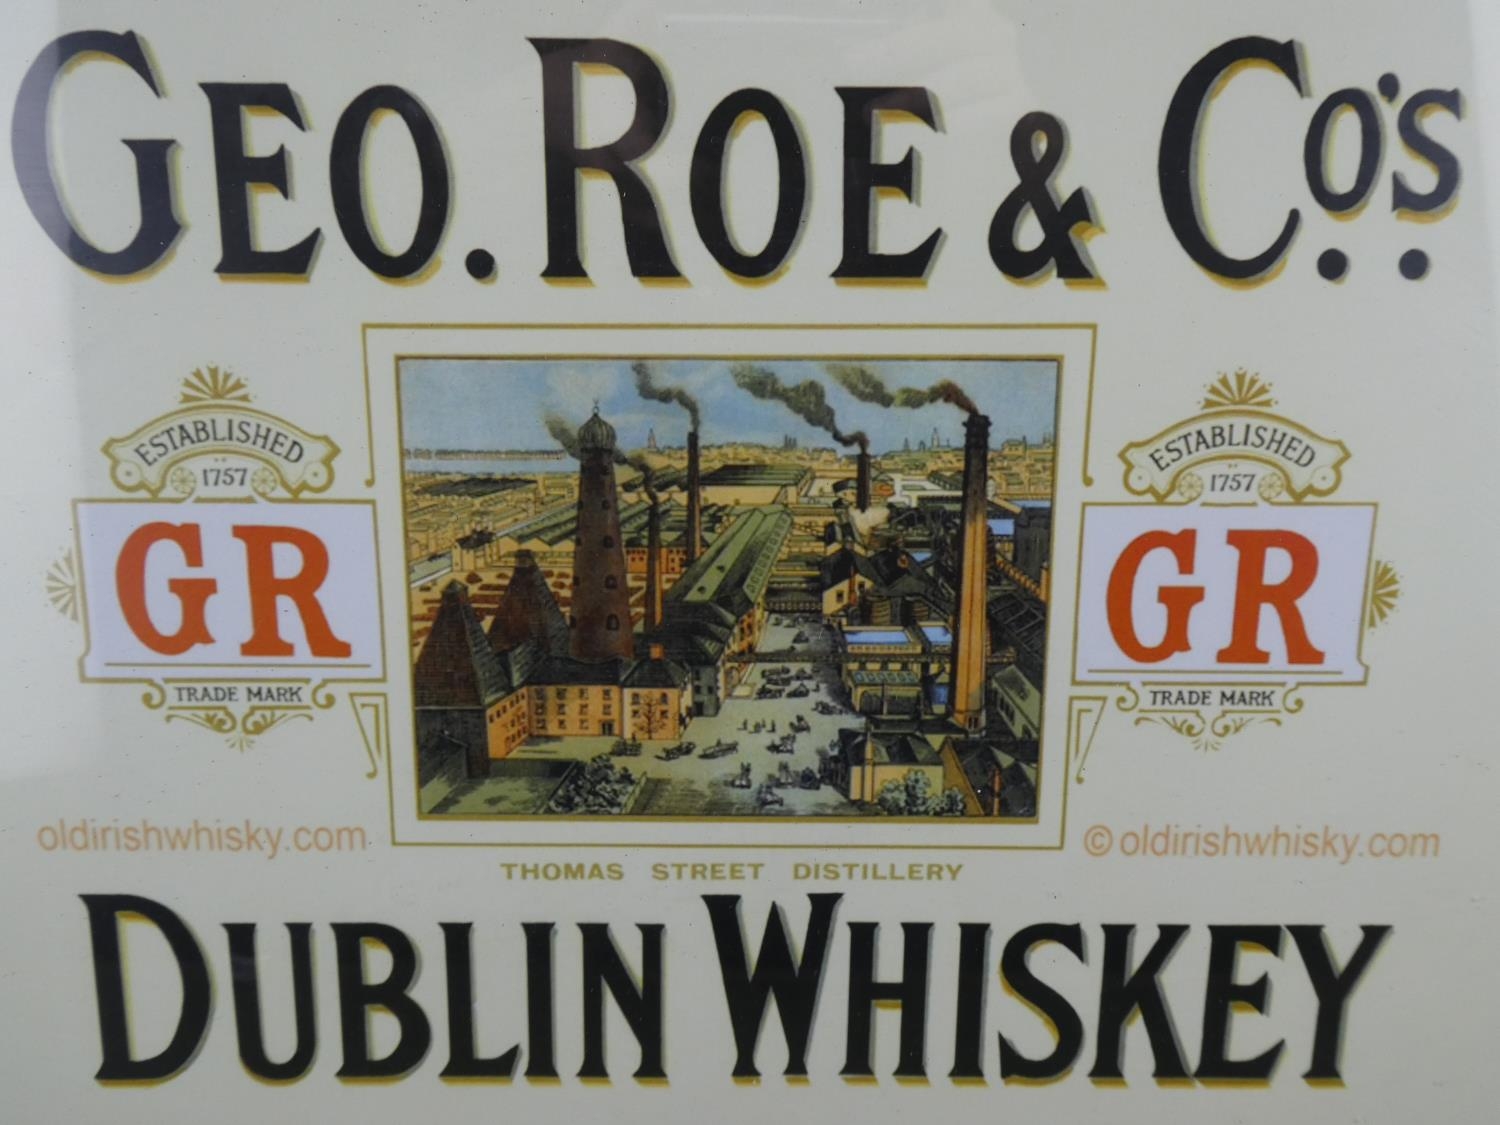 GEO. ROE & Co's.
ESTABLISHED
1757
GR
TRADE MARK
ESTABLISHED
1757
GR
TRADE MARK
oldirishwhisky.com
© oldirishwhisky.com
THOMAS STREET DISTILLERY
DUBLIN WHISKEY